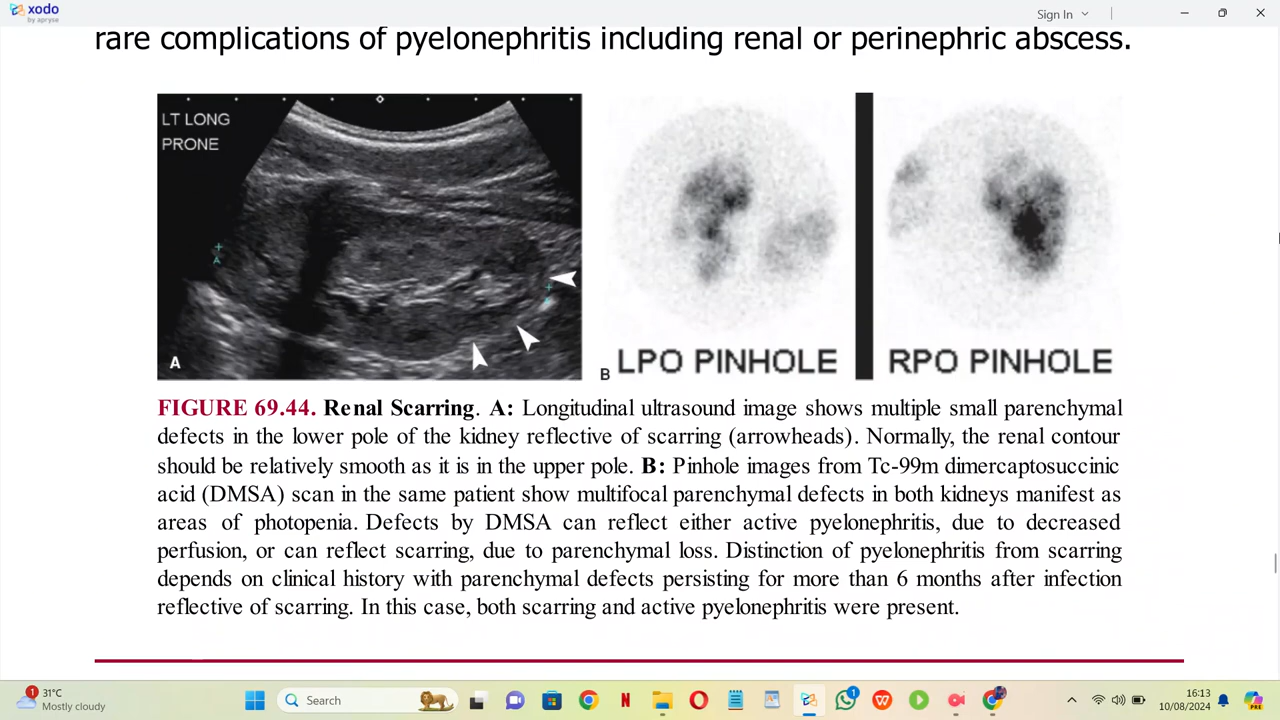 xodo
by apryse
Sign In
rare complications of pyelonephritis including renal or perinephric abscess.
LT LONG
PRONE
A
A
B
LPO PINHOLE
RPO PINHOLE
FIGURE 69.44. Renal Scarring. A: Longitudinal ultrasound image shows multiple small parenchymal
defects in the lower pole of the kidney reflective of scarring (arrowheads). Normally, the renal contour
should be relatively smooth as it is in the upper pole. B: Pinhole images from Tc-99m dimercaptosuccinic
acid (DMSA) scan in the same patient show multifocal parenchymal defects in both kidneys manifest as
areas of photopenia. Defects by DMSA can reflect either active pyelonephritis, due to decreased
perfusion, or can reflect scarring, due to parenchymal loss. Distinction of pyelonephritis from scarring
depends on clinical history with parenchymal defects persisting for more than 6 months after infection
reflective of scarring. In this case, both scarring and active pyelonephritis were present.
1
31°C
Mostly cloudy
Search
1
16:13
10/08/2024
PRE